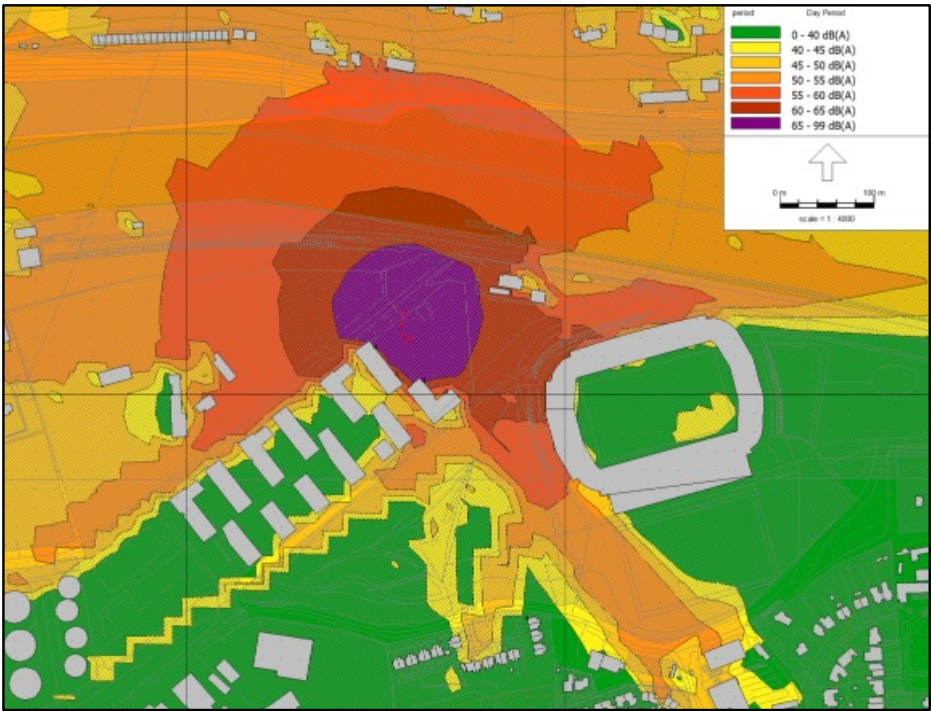 period: Day Period
0 - 40 dB(A)
40 - 45 dB(A)
45 - 50 dB(A)
50 - 55 dB(A)
55 - 60 dB(A)
60 - 65 dB(A)
65 - 99 dB(A)
0 m 100 m
scale = 1 : 4000